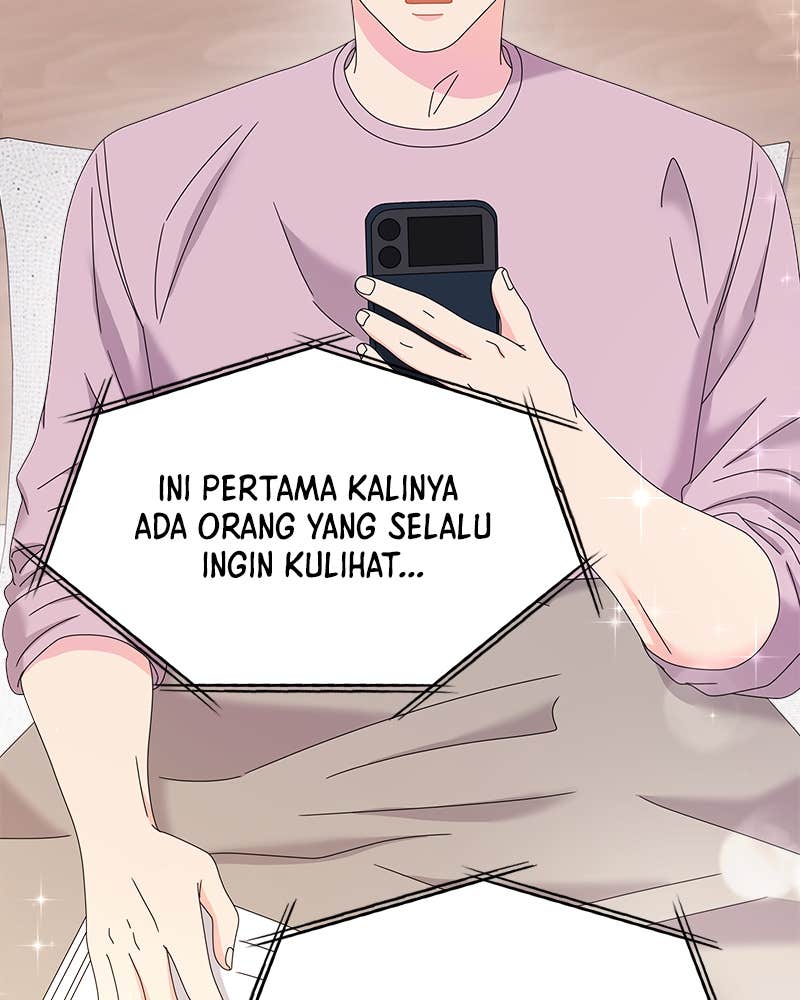 INI PERTAMA KALINYA
ADA ORANG YANG SELALU
INGIN KULIHAT...